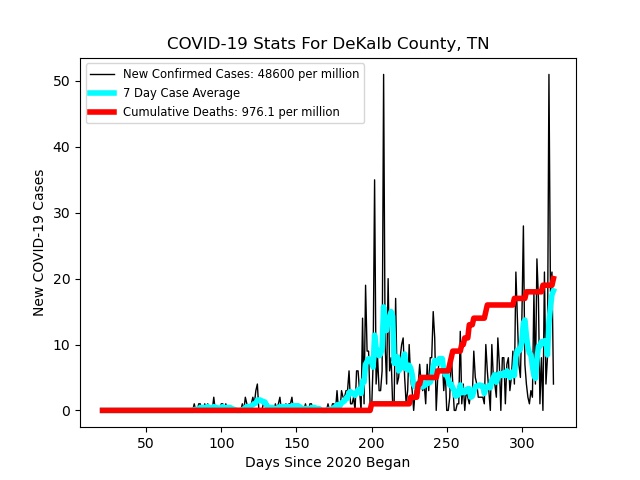 COVID-19 Stats For DeKalb County, TN
New Confirmed Cases: 48600 per million
7 Day Case Average
Cumulative Deaths: 976.1 per million
New COVID-19 Cases
50
40
30
20
10
0
50 100 150 200 250 300
Days Since 2020 Began